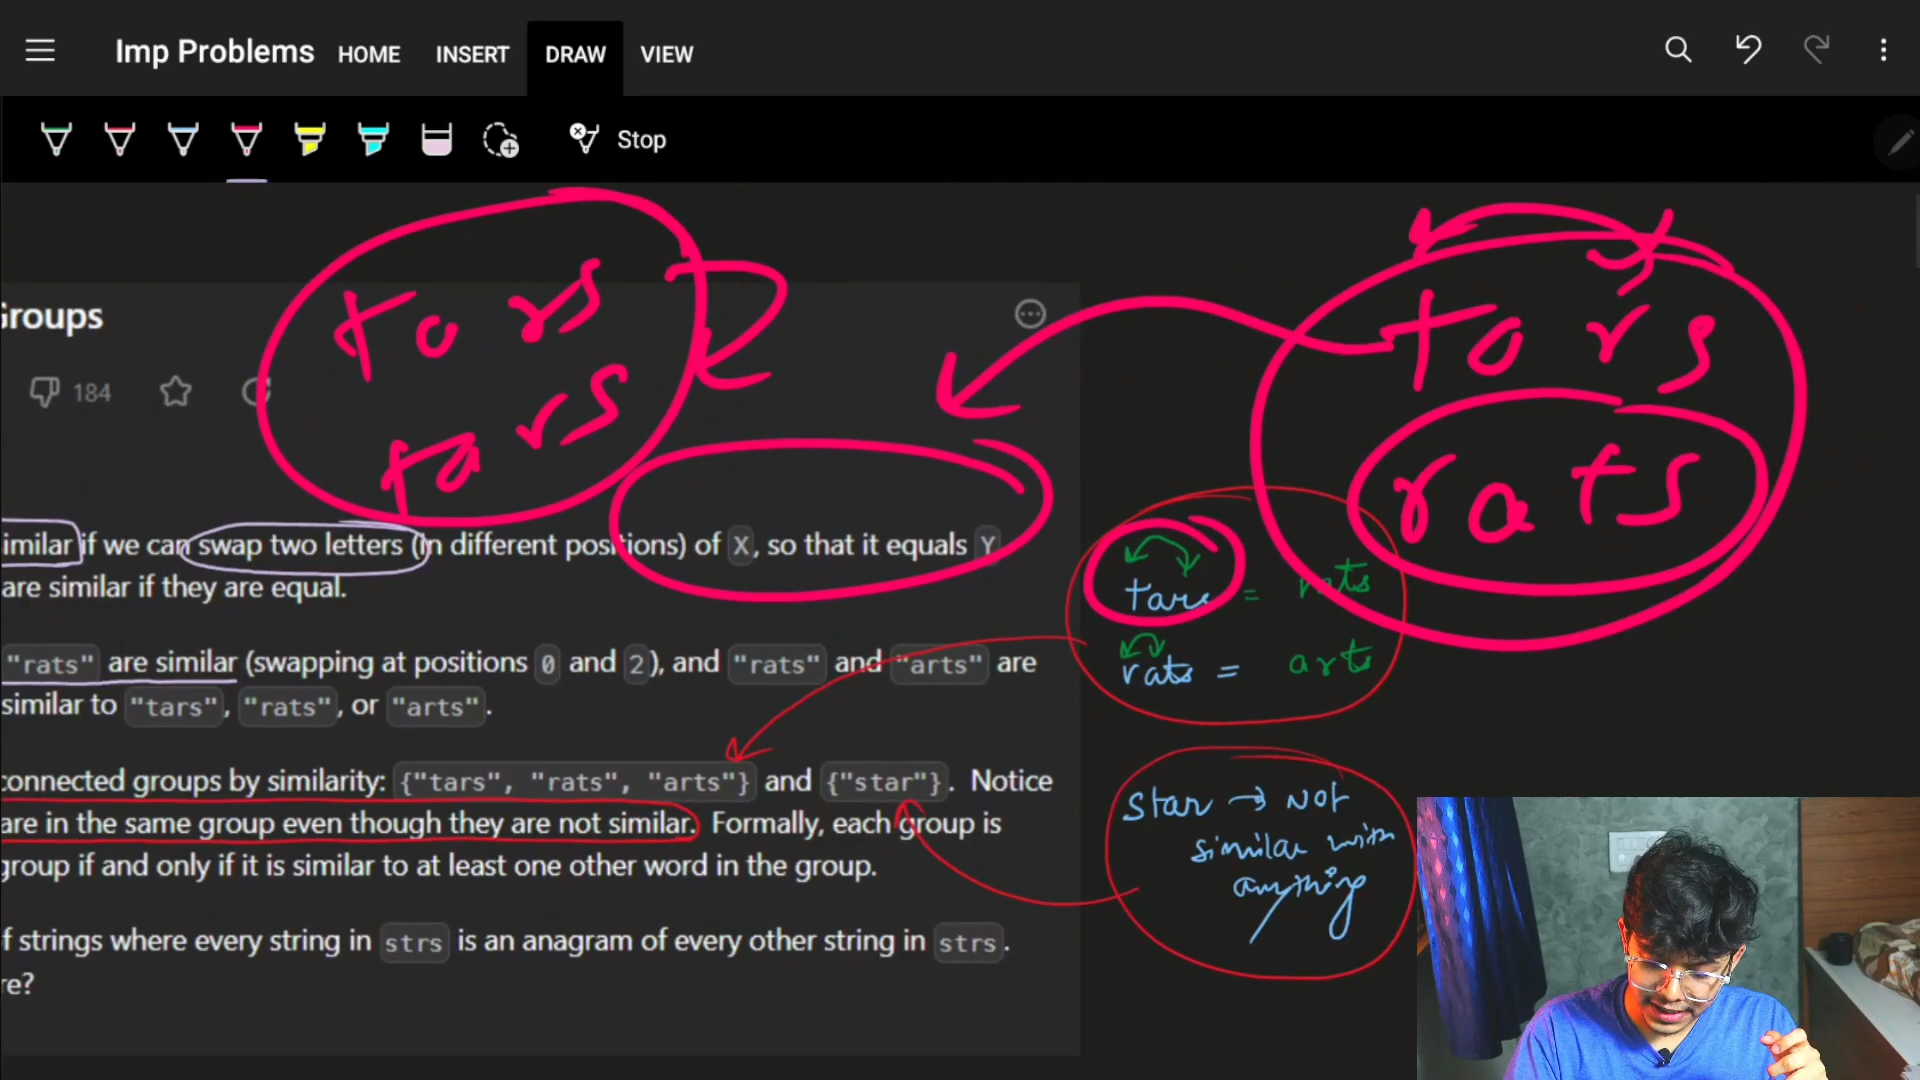 Imp Problems HOME INSERT DRAW VIEW
Stop
tors
tars
tors
rats
Groups
184
imilar if we can swap two letters (in different positions) of X, so that it equals Y
are similar if they are equal.
tars = rats
rats = arts
"rats" are similar (swapping at positions 0 and 2), and "rats" and "arts" are
similar to "tars", "rats", or "arts".
connected groups by similarity: {"tars", "rats", "arts"} and {"star"}. Notice
are in the same group even though they are not similar. Formally, each group is
group if and only if it is similar to at least one other word in the group.
star → NOT
similar with
anything
f strings where every string in strs is an anagram of every other string in strs.
re?